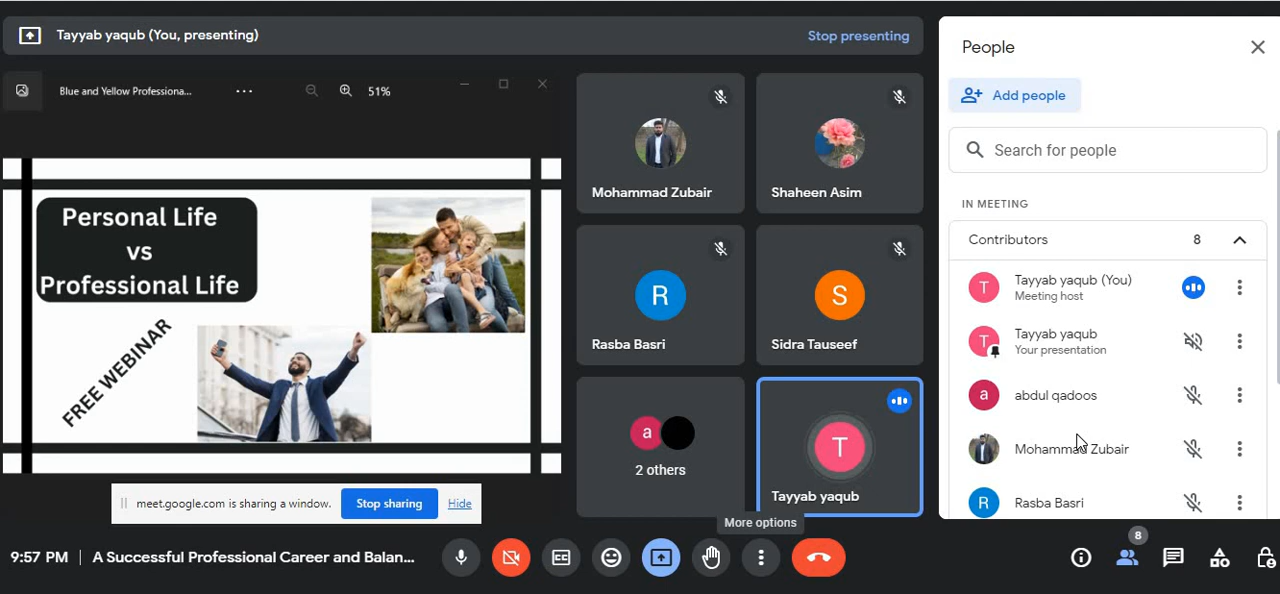 Tayyab yaqub (You, presenting)
Stop presenting
Blue and Yellow Professiona...
51%
Personal Life
vs
Professional Life
FREE WEBINAR
meet.google.com is sharing a window.
Stop sharing
Hide
Mohammad Zubair
Shaheen Asim
R
Rasba Basri
S
Sidra Tauseef
a
2 others
T
Tayyab yaqub
More options
People
Add people
Search for people
IN MEETING
Contributors
8
T
Tayyab yaqub (You)
Meeting host
T
Tayyab yaqub
Your presentation
a
abdul qadoos
Mohammad Zubair
R
Rasba Basri
9:57 PM
A Successful Professional Career and Balan...
8